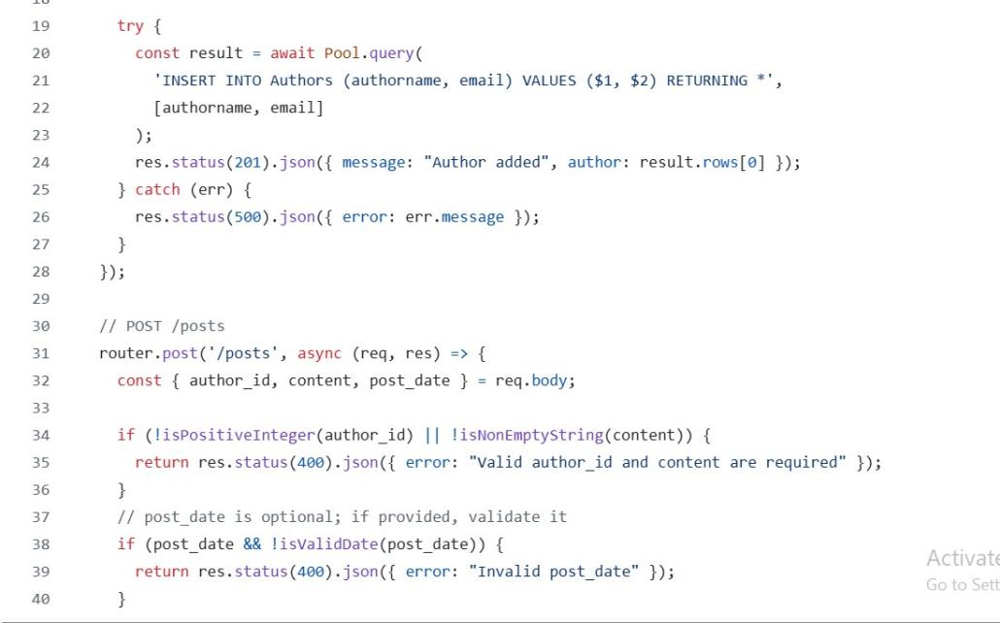 18
19 try {
20 const result = await Pool.query(
21 'INSERT INTO Authors (authorname, email) VALUES ($1, $2) RETURNING *',
22 [authorname, email]
23 );
24 res.status(201).json({ message: "Author added", author: result.rows[0] });
25 } catch (err) {
26 res.status(500).json({ error: err.message });
27 }
28 });
29
30 // POST /posts
31 router.post('/posts', async (req, res) => {
32 const { author_id, content, post_date } = req.body;
33
34 if (!isPositiveInteger(author_id) || !isNonEmptyString(content)) {
35 return res.status(400).json({ error: "Valid author_id and content are required" });
36 }
37 // post_date is optional; if provided, validate it
38 if (post_date && !isValidDate(post_date)) {
39 return res.status(400).json({ error: "Invalid post_date" });
40 }
Activate
Go to Sett